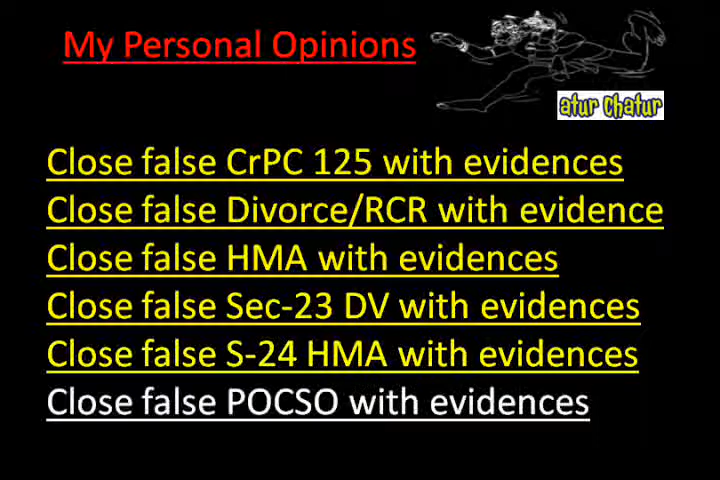 My Personal Opinions
atur chatur
Close false CrPC 125 with evidences
Close false Divorce/RCR with evidence
Close false HMA with evidences
Close false Sec-23 DV with evidences
Close false S-24 HMA with evidences
Close false POCSO with evidences